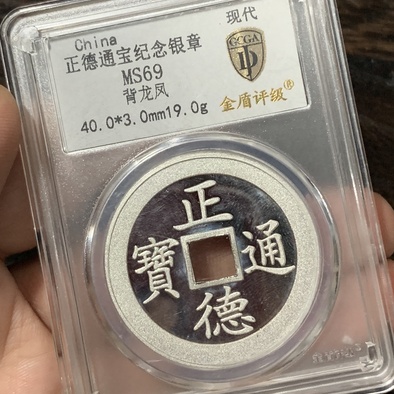 China
正德通宝纪念银章
MS69
背龙凤
40.0*3.0mm19.0g
现代
GCGA
金盾评级®
正
德
通
寶